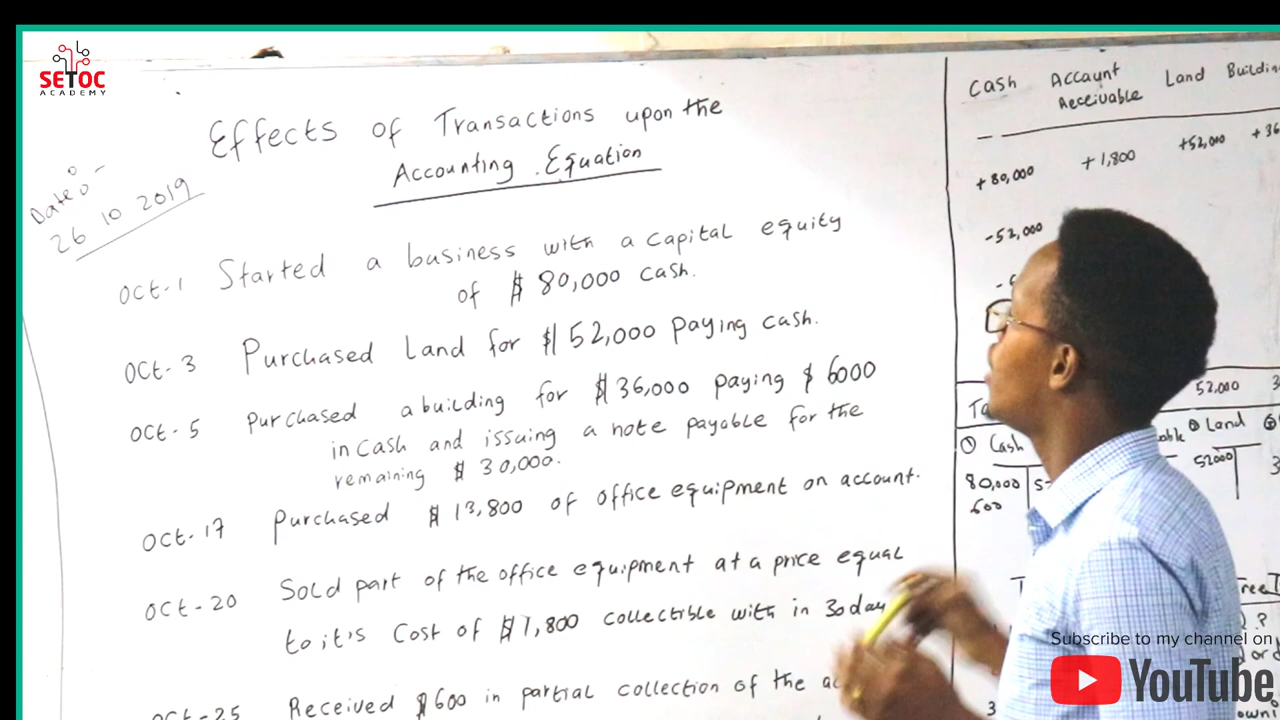 SETOC
ACADEMY
Effects of Transactions upon the
Accounting Equation
Date:-
26 10 2019
Oct-1 Started a business with a capital equity
of $ 80,000 cash.
Oct-3 Purchased Land for $ 52,000 paying cash.
Oct-5 purchased a building for $ 36,000 paying $ 6000
in cash and issuing a note payable for the
remaining $ 30,000.
Oct-17 purchased $ 13,800 of office equipment on account.
Oct-20 Sold part of the office equipment at a price equal
to it's Cost of $ 1,800 collectible with in 30 day
Oct-25 Received $600 in partial collection of the
Cash Account Receivable Land Buildin
+80,000 +1,800 +52,000 +36
-52,000
52,000 3
① Cash Land
80,000 52000
600
Subscribe to my channel on
YouTube